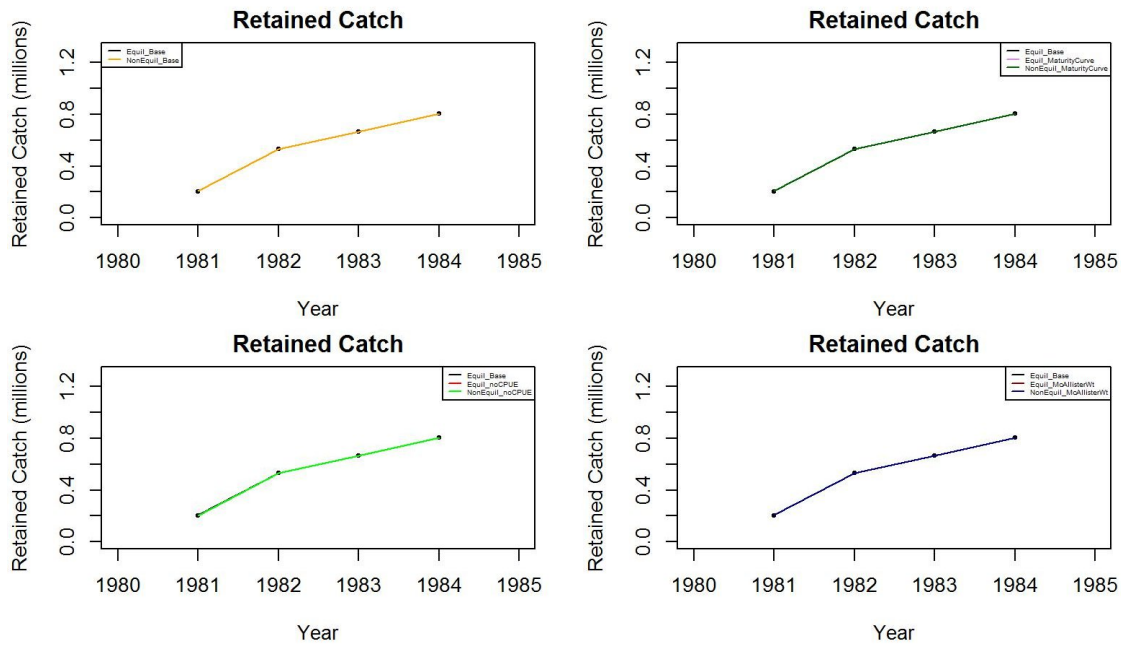 Retained Catch
Retained Catch (millions)
1.2
0.8
0.4
0.0
Equil_Base
NonEquil_Base
1980 1981 1982 1983 1984 1985
Year
Retained Catch
Retained Catch (millions)
1.2
0.8
0.4
0.0
Equil_Base
Equil_MaturityCurve
NonEquil_MaturityCurve
1980 1981 1982 1983 1984 1985
Year
Retained Catch
Retained Catch (millions)
1.2
0.8
0.4
0.0
Equil_Base
Equil_noCPUE
NonEquil_noCPUE
1980 1981 1982 1983 1984 1985
Year
Retained Catch
Retained Catch (millions)
1.2
0.8
0.4
0.0
Equil_Base
Equil_McAllisterWt
NonEquil_McAllisterWt
1980 1981 1982 1983 1984 1985
Year